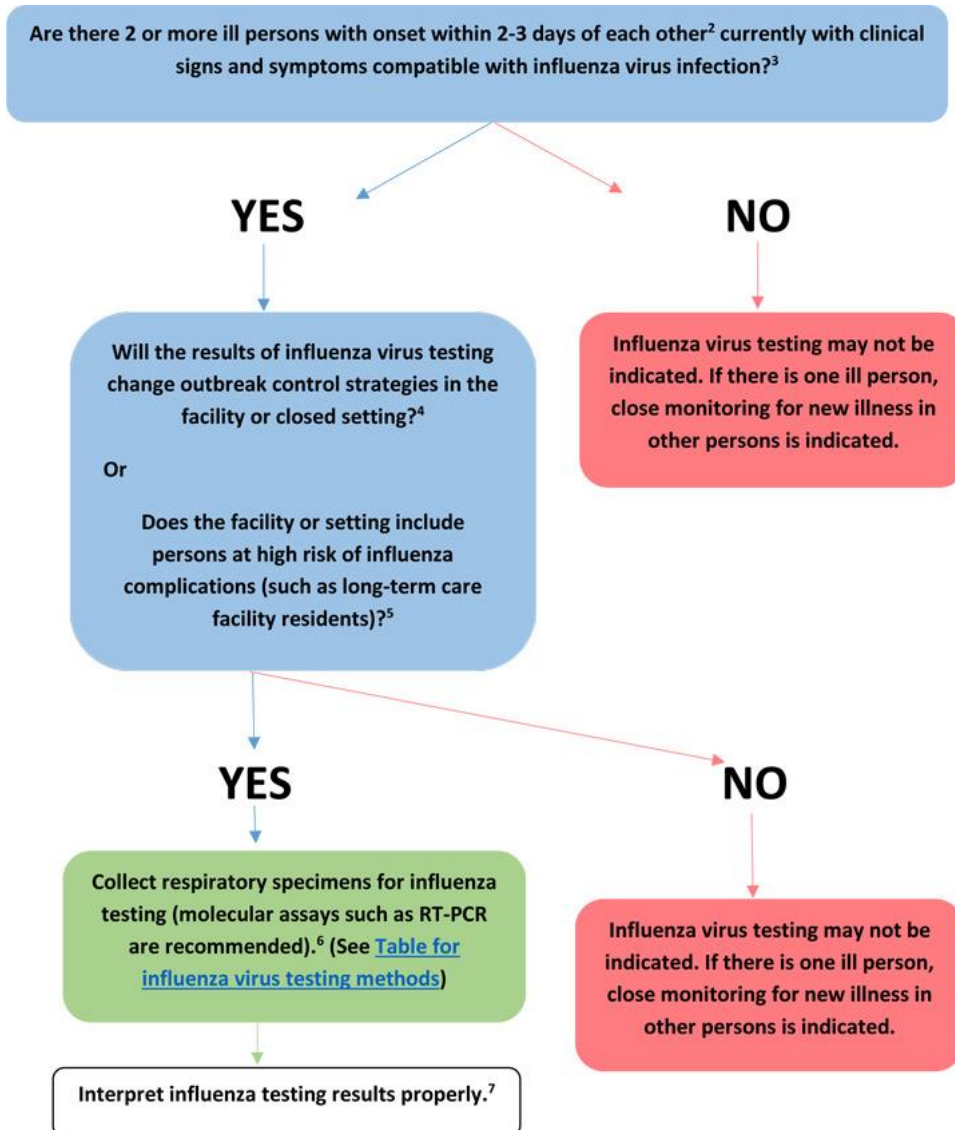 Are there 2 or more ill persons with onset within 2-3 days of each other² currently with clinical
signs and symptoms compatible with influenza virus infection?³
YES
NO
Will the results of influenza virus testing
change outbreak control strategies in the
facility or closed setting?⁴
Or
Does the facility or setting include
persons at high risk of influenza
complications (such as long-term care
facility residents)?⁵
Influenza virus testing may not be
indicated. If there is one ill person,
close monitoring for new illness in
other persons is indicated.
YES
NO
Collect respiratory specimens for influenza
testing (molecular assays such as RT-PCR
are recommended).⁶ (See Table for
influenza virus testing methods)
Influenza virus testing may not be
indicated. If there is one ill person,
close monitoring for new illness in
other persons is indicated.
Interpret influenza testing results properly.⁷